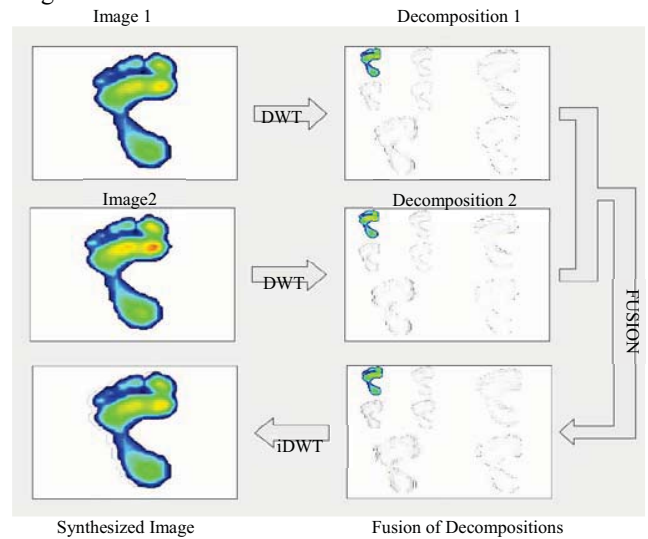 Image 1
Decomposition 1
DWT
Image2
Decomposition 2
DWT
FUSION
iDWT
Synthesized Image
Fusion of Decompositions